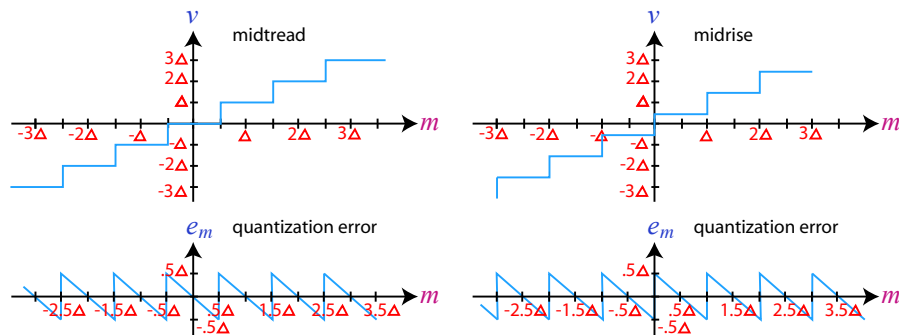 v
midtread
3Δ
2Δ
Δ
-3Δ -2Δ -Δ Δ 2Δ 3Δ m
-Δ
-2Δ
-3Δ
v
midrise
3Δ
2Δ
Δ
-3Δ -2Δ -Δ Δ 2Δ 3Δ m
-Δ
-2Δ
-3Δ
e_m quantization error
.5Δ
-2.5Δ -1.5Δ -.5Δ .5Δ 1.5Δ 2.5Δ 3.5Δ m
-.5Δ
e_m quantization error
.5Δ
-2.5Δ -1.5Δ -.5Δ .5Δ 1.5Δ 2.5Δ 3.5Δ m
-.5Δ